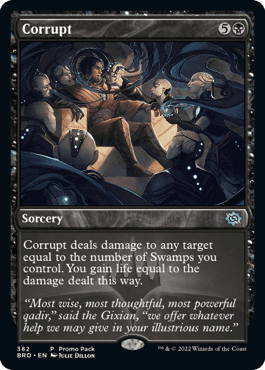 Corrupt 5
Sorcery
Corrupt deals damage to any target
equal to the number of Swamps you
control. You gain life equal to the
damage dealt this way.
“Most wise, most thoughtful, most powerful
qadir,” said the Gixian, “we offer whatever
help we may give in your illustrious name.”
382 P Promo Pack
BRO • EN JULIE DILLON ™ & © 2022 Wizards of the Coast